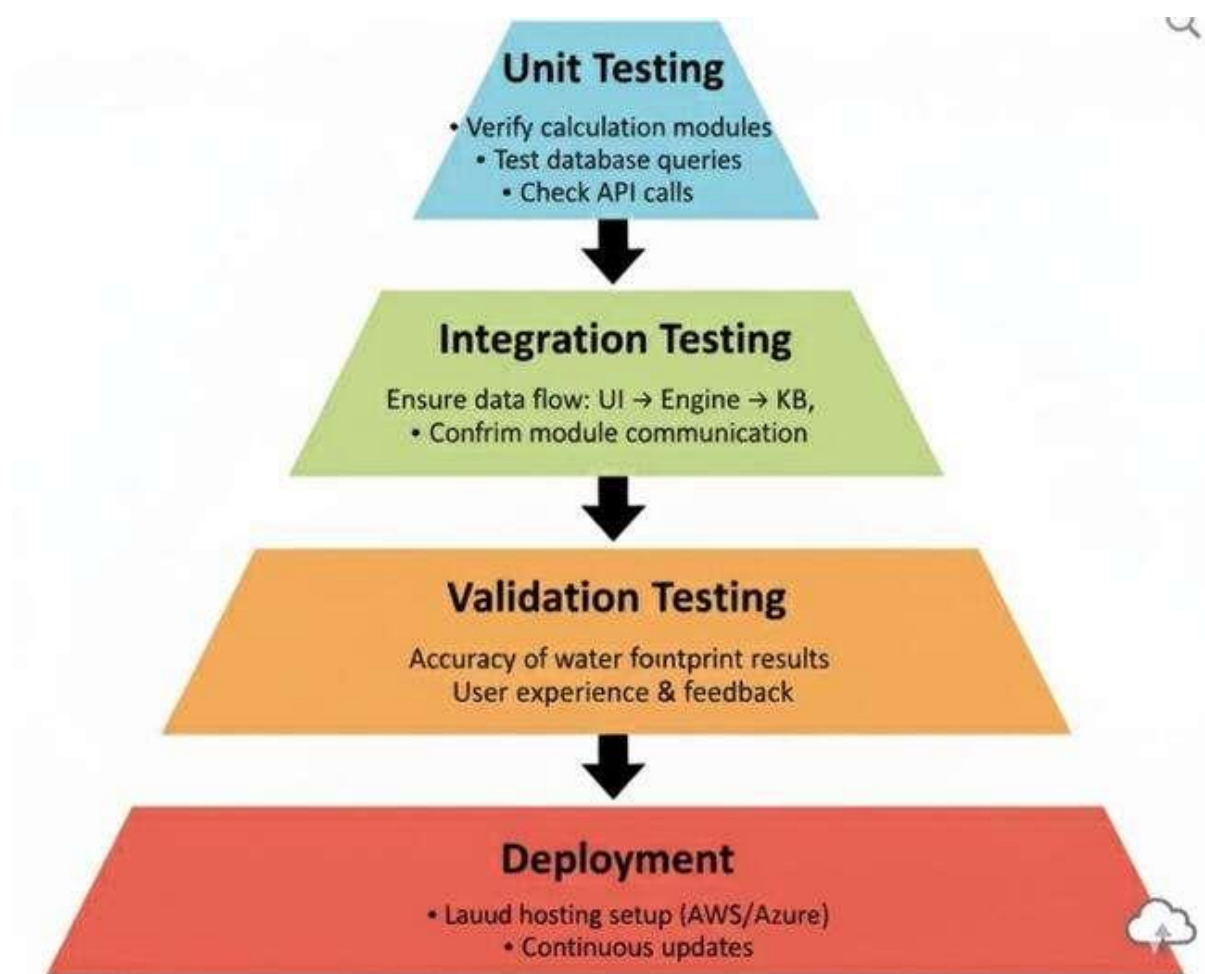 Unit Testing
• Verify calculation modules
• Test database queries
• Check API calls
Integration Testing
Ensure data flow: UI → Engine → KB,
• Confrim module communication
Validation Testing
Accuracy of water fointprint results
User experience & feedback
Deployment
• Lauud hosting setup (AWS/Azure)
• Continuous updates